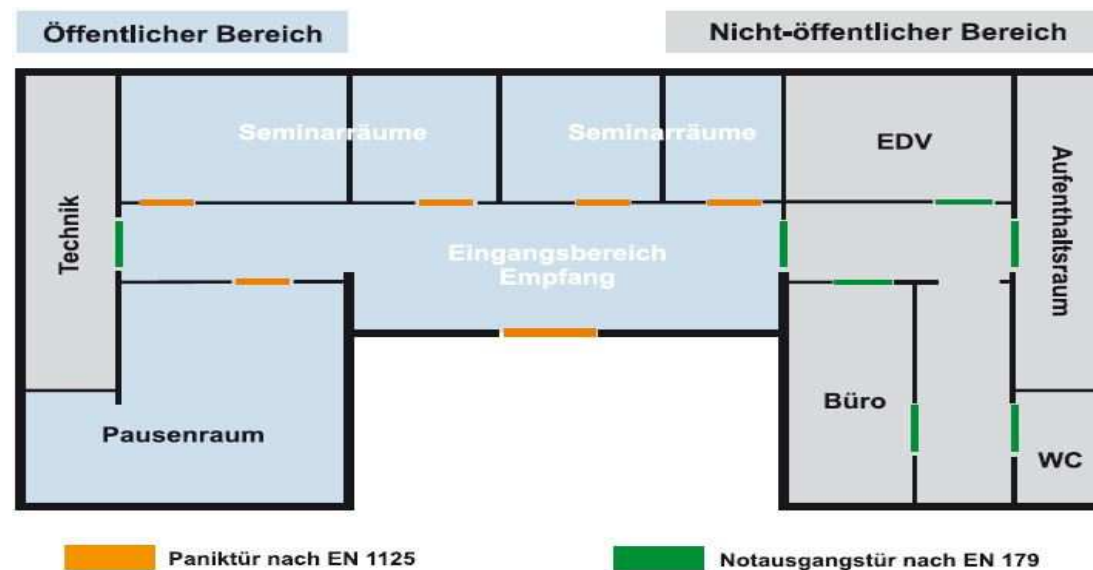 Öffentlicher Bereich
Nicht-öffentlicher Bereich
Seminarräume
Seminarräume
EDV
Aufenthaltsraum
Technik
Eingangsbereich
Empfang
Büro
Pausenraum
WC
Paniktür nach EN 1125
Notausgangstür nach EN 179